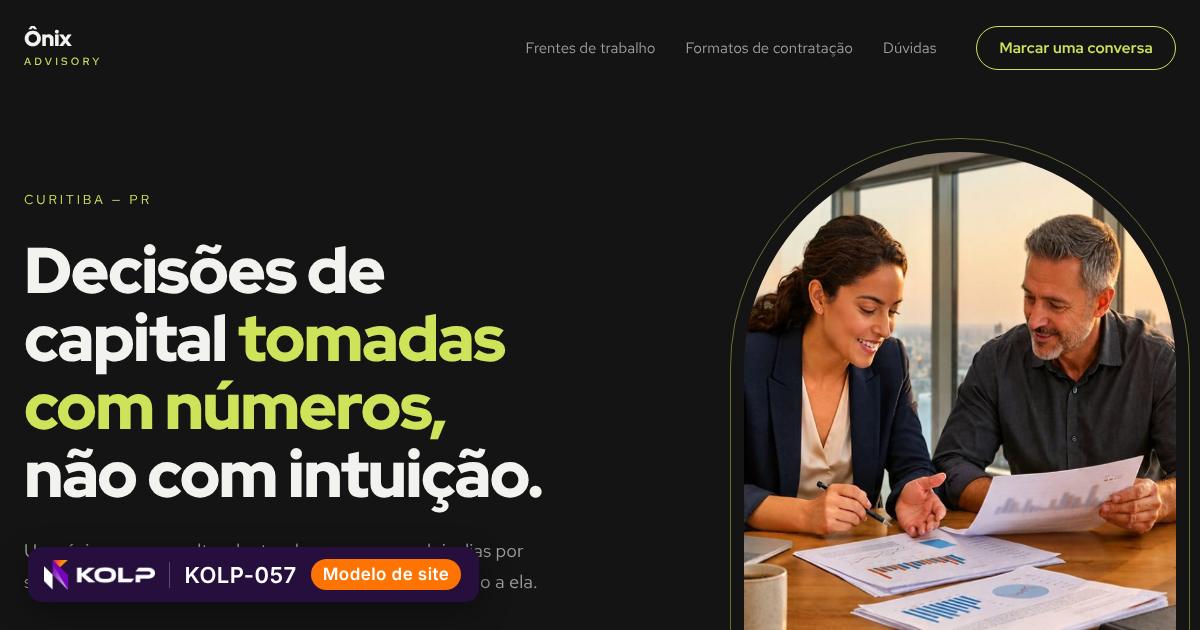 Ônix
ADVISORY
Frentes de trabalho
Formatos de contratação
Dúvidas
Marcar uma conversa
CURITIBA — PR
Decisões de
capital tomadas
com números,
não com intuição.
por
o a ela.
KOLP
KOLP-057
Modelo de site